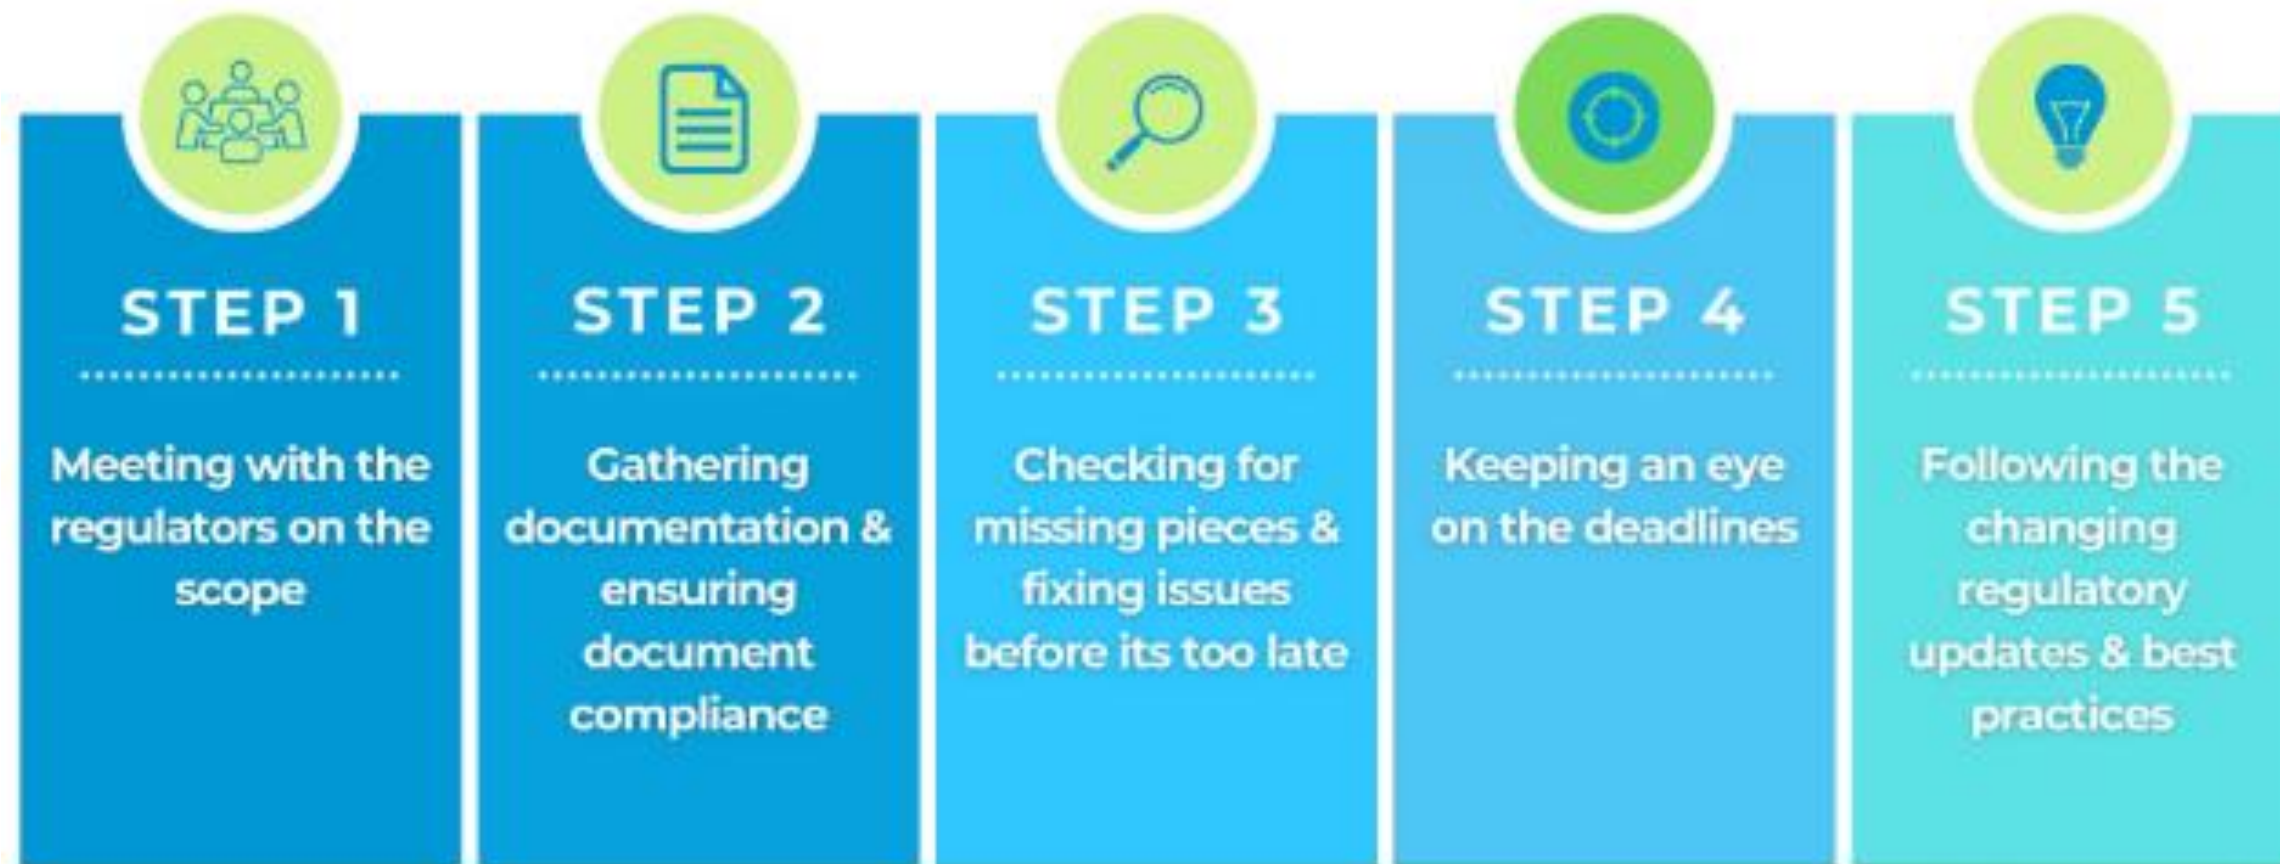 STEP 1
Meeting with the
regulators on the
scope
STEP 2
Gathering
documentation &
ensuring
document
compliance
STEP 3
Checking for
missing pieces &
fixing issues
before its too late
STEP 4
Keeping an eye
on the deadlines
STEP 5
Following the
changing
regulatory
updates & best
practices